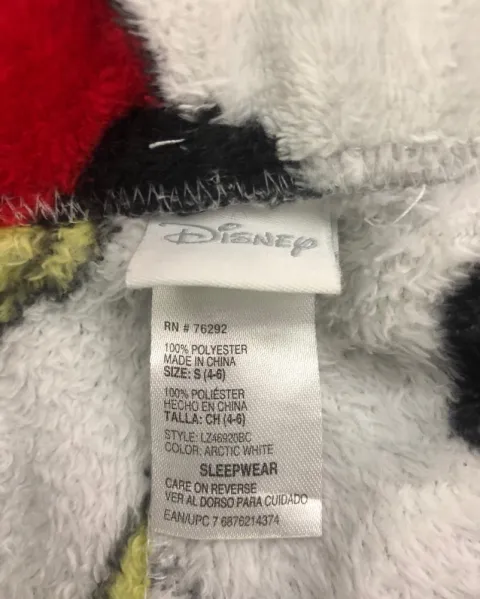 Disney
RN # 76292
100% POLYESTER
MADE IN CHINA
SIZE: S (4-6)
100% POLIÉSTER
HECHO EN CHINA
TALLA: CH (4-6)
STYLE: LZ46920BC
COLOR: ARCTIC WHITE
SLEEPWEAR
CARE ON REVERSE
VER AL DORSO PARA CUIDADO
EAN/UPC 7 6876214374